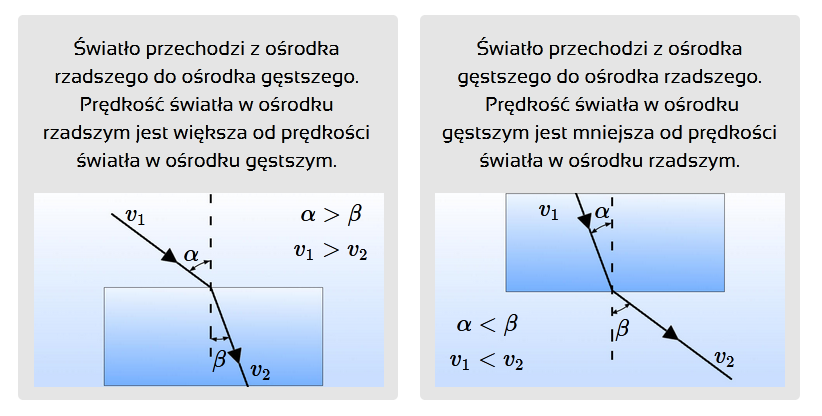 Światło przechodzi z ośrodka
rzadszego do ośrodka gęstszego.
Prędkość światła w ośrodku
rzadszym jest większa od prędkości
światła w ośrodku gęstszym.
v₁
α > β
v₁ > v₂
α
β
v₂
Światło przechodzi z ośrodka
gęstszego do ośrodka rzadszego.
Prędkość światła w ośrodku
gęstszym jest mniejsza od prędkości
światła w ośrodku rzadszym.
v₁
α
α < β
β
v₁ < v₂
v₂